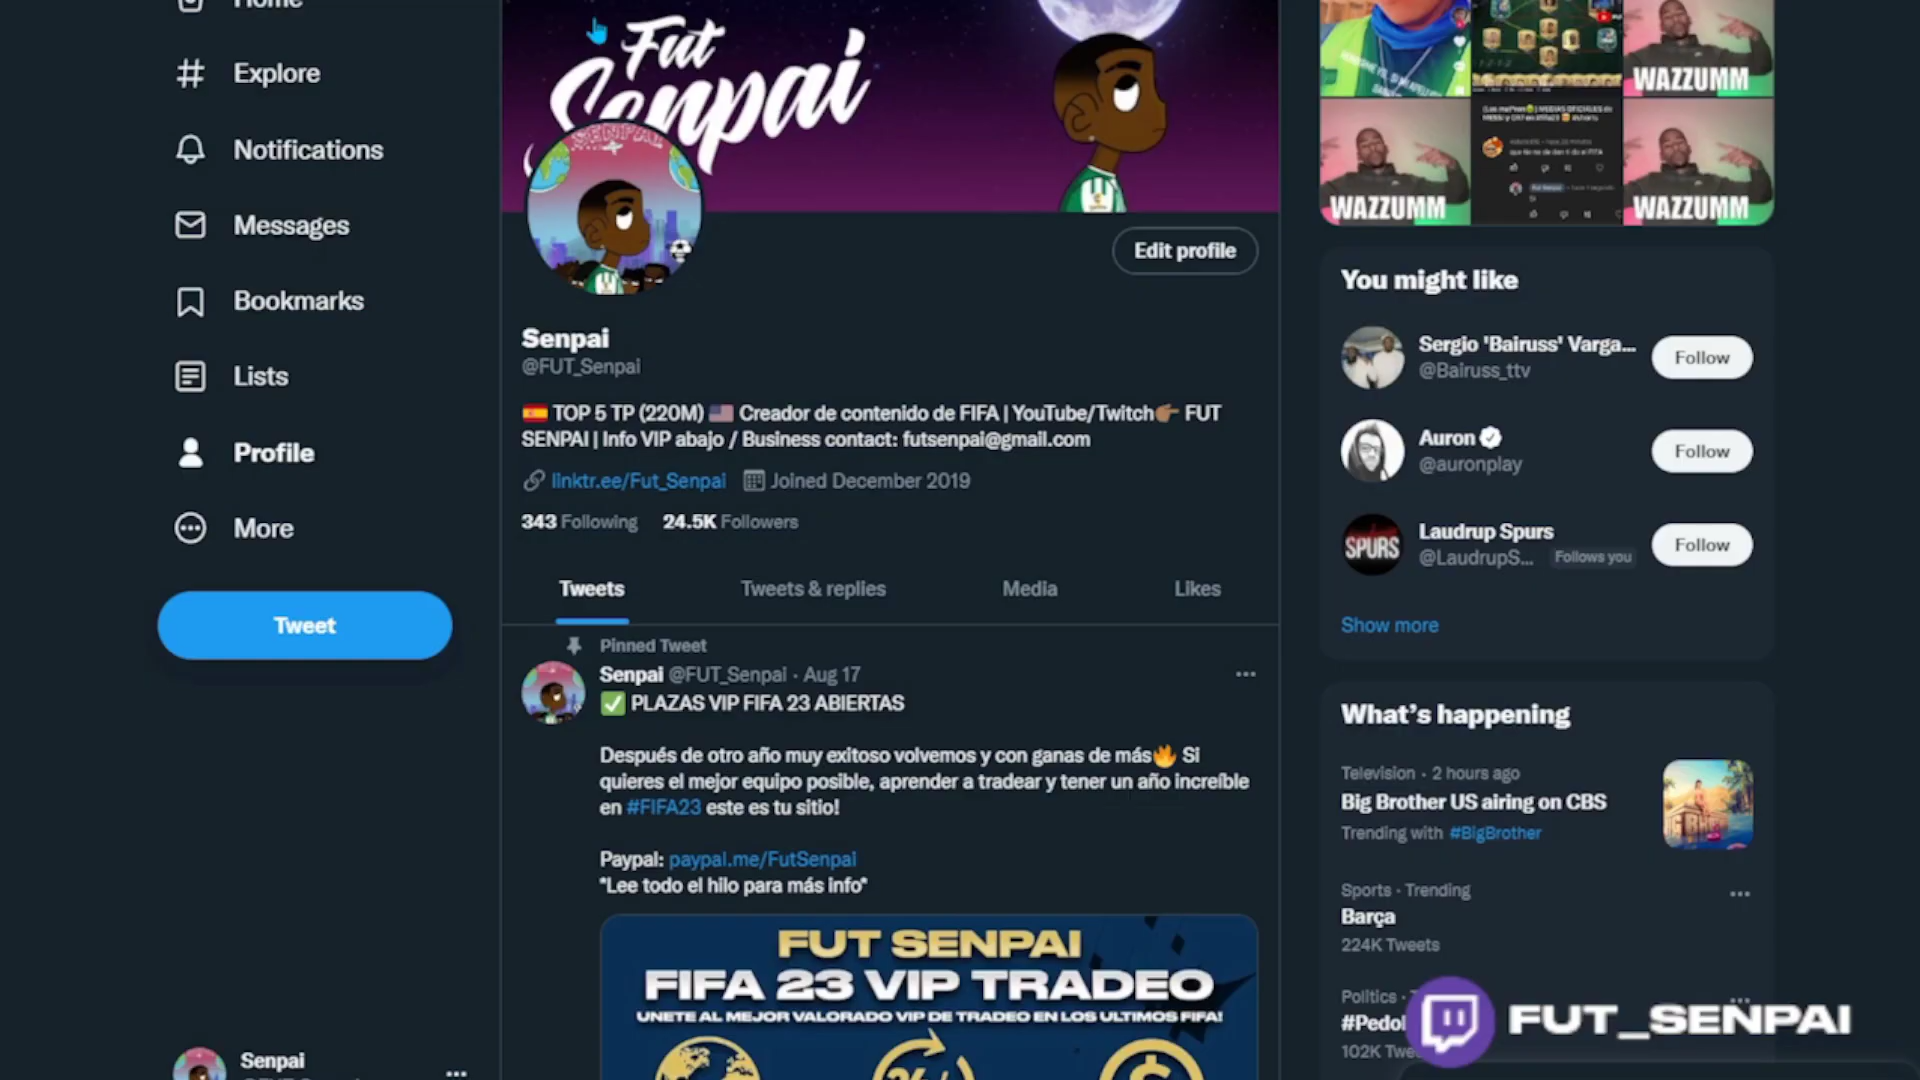 Home
Explore
Notifications
Messages
Bookmarks
Lists
Profile
More
Tweet
Senpai
Fut
Senpai
SENPAI
Edit profile
Senpai
@FUT_Senpai
🇪🇸 TOP 5 TP (220M) 🇺🇸 Creador de contenido de FIFA | YouTube/Twitch👉🏾 FUT
SENPAI | Info VIP abajo / Business contact: futsenpai@gmail.com
linktr.ee/Fut_Senpai Joined December 2019
343 Following 24.5K Followers
Tweets Tweets & replies Media Likes
Pinned Tweet
Senpai @FUT_Senpai · Aug 17
✅ PLAZAS VIP FIFA 23 ABIERTAS
Después de otro año muy exitoso volvemos y con ganas de más🔥 Si
quieres el mejor equipo posible, aprender a tradear y tener un año increíble
en #FIFA23 este es tu sitio!
Paypal: paypal.me/FutSenpai
*Lee todo el hilo para más info*
FUT SENPAI
FIFA 23 VIP TRADEO
UNETE AL MEJOR VALORADO VIP DE TRADEO EN LOS ULTIMOS FIFA!
WAZZUMM
WAZZUMM
WAZZUMM
You might like
Sergio 'Bairuss' Varga...
@Bairuss_ttv
Follow
Auron
@auronplay
Follow
SPURS
Laudrup Spurs
@LaudrupS... Follows you
Follow
Show more
What's happening
Television · 2 hours ago
Big Brother US airing on CBS
Trending with #BigBrother
Sports · Trending
Barça
224K Tweets
Politics ·
102K
FUT_SENPAI